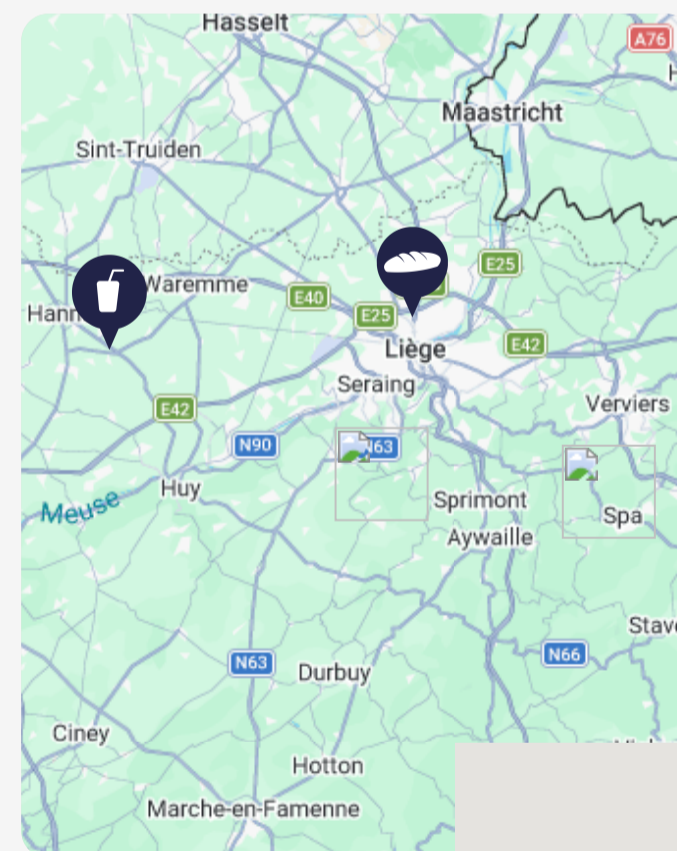 Hasselt
A76
Maastricht
Sint-Truiden
E25
Waremme
E40
Hann
E25
Liège
E42
Seraing
Verviers
E42
N90
N63
Huy
Meuse
Sprimont
Spa
Aywaille
Stave
N66
N63
Durbuy
Ciney
Hotton
Marche-en-Famenne